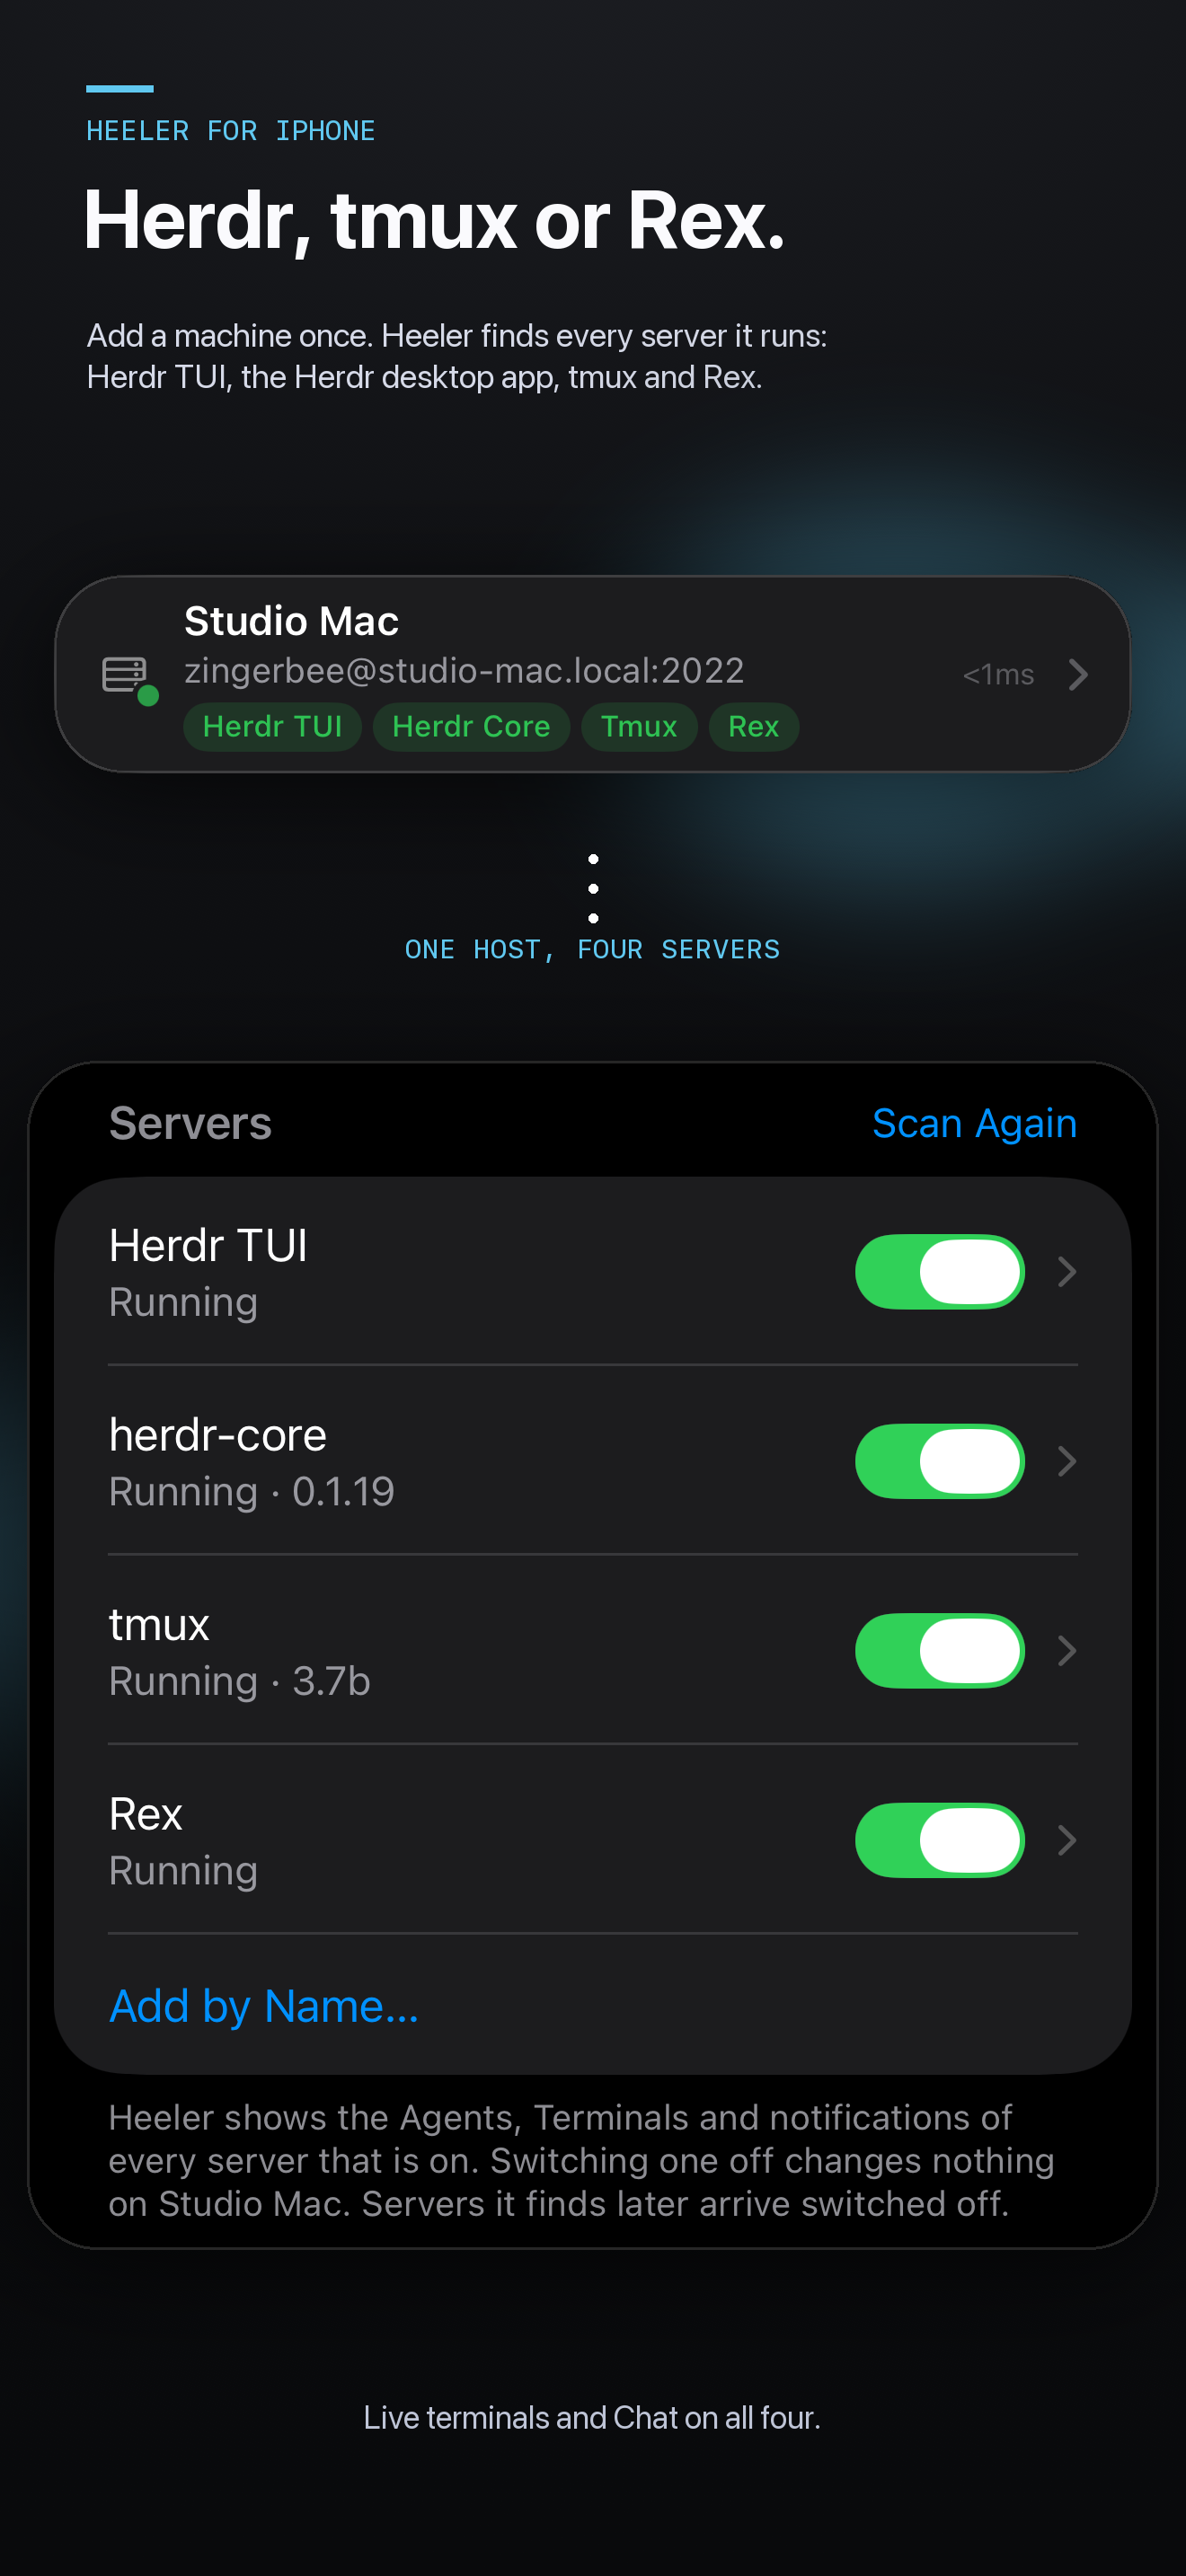 HEELER FOR IPHONE
Herdr, tmux or Rex.
Add a machine once. Heeler finds every server it runs:
Herdr TUI, the Herdr desktop app, tmux and Rex.
Studio Mac
zingerbee@studio-mac.local:2022
<1ms
Herdr TUI Herdr Core Tmux Rex
ONE HOST, FOUR SERVERS
Servers Scan Again
Herdr TUI
Running
herdr-core
Running · 0.1.19
tmux
Running · 3.7b
Rex
Running
Add by Name...
Heeler shows the Agents, Terminals and notifications of
every server that is on. Switching one off changes nothing
on Studio Mac. Servers it finds later arrive switched off.
Live terminals and Chat on all four.